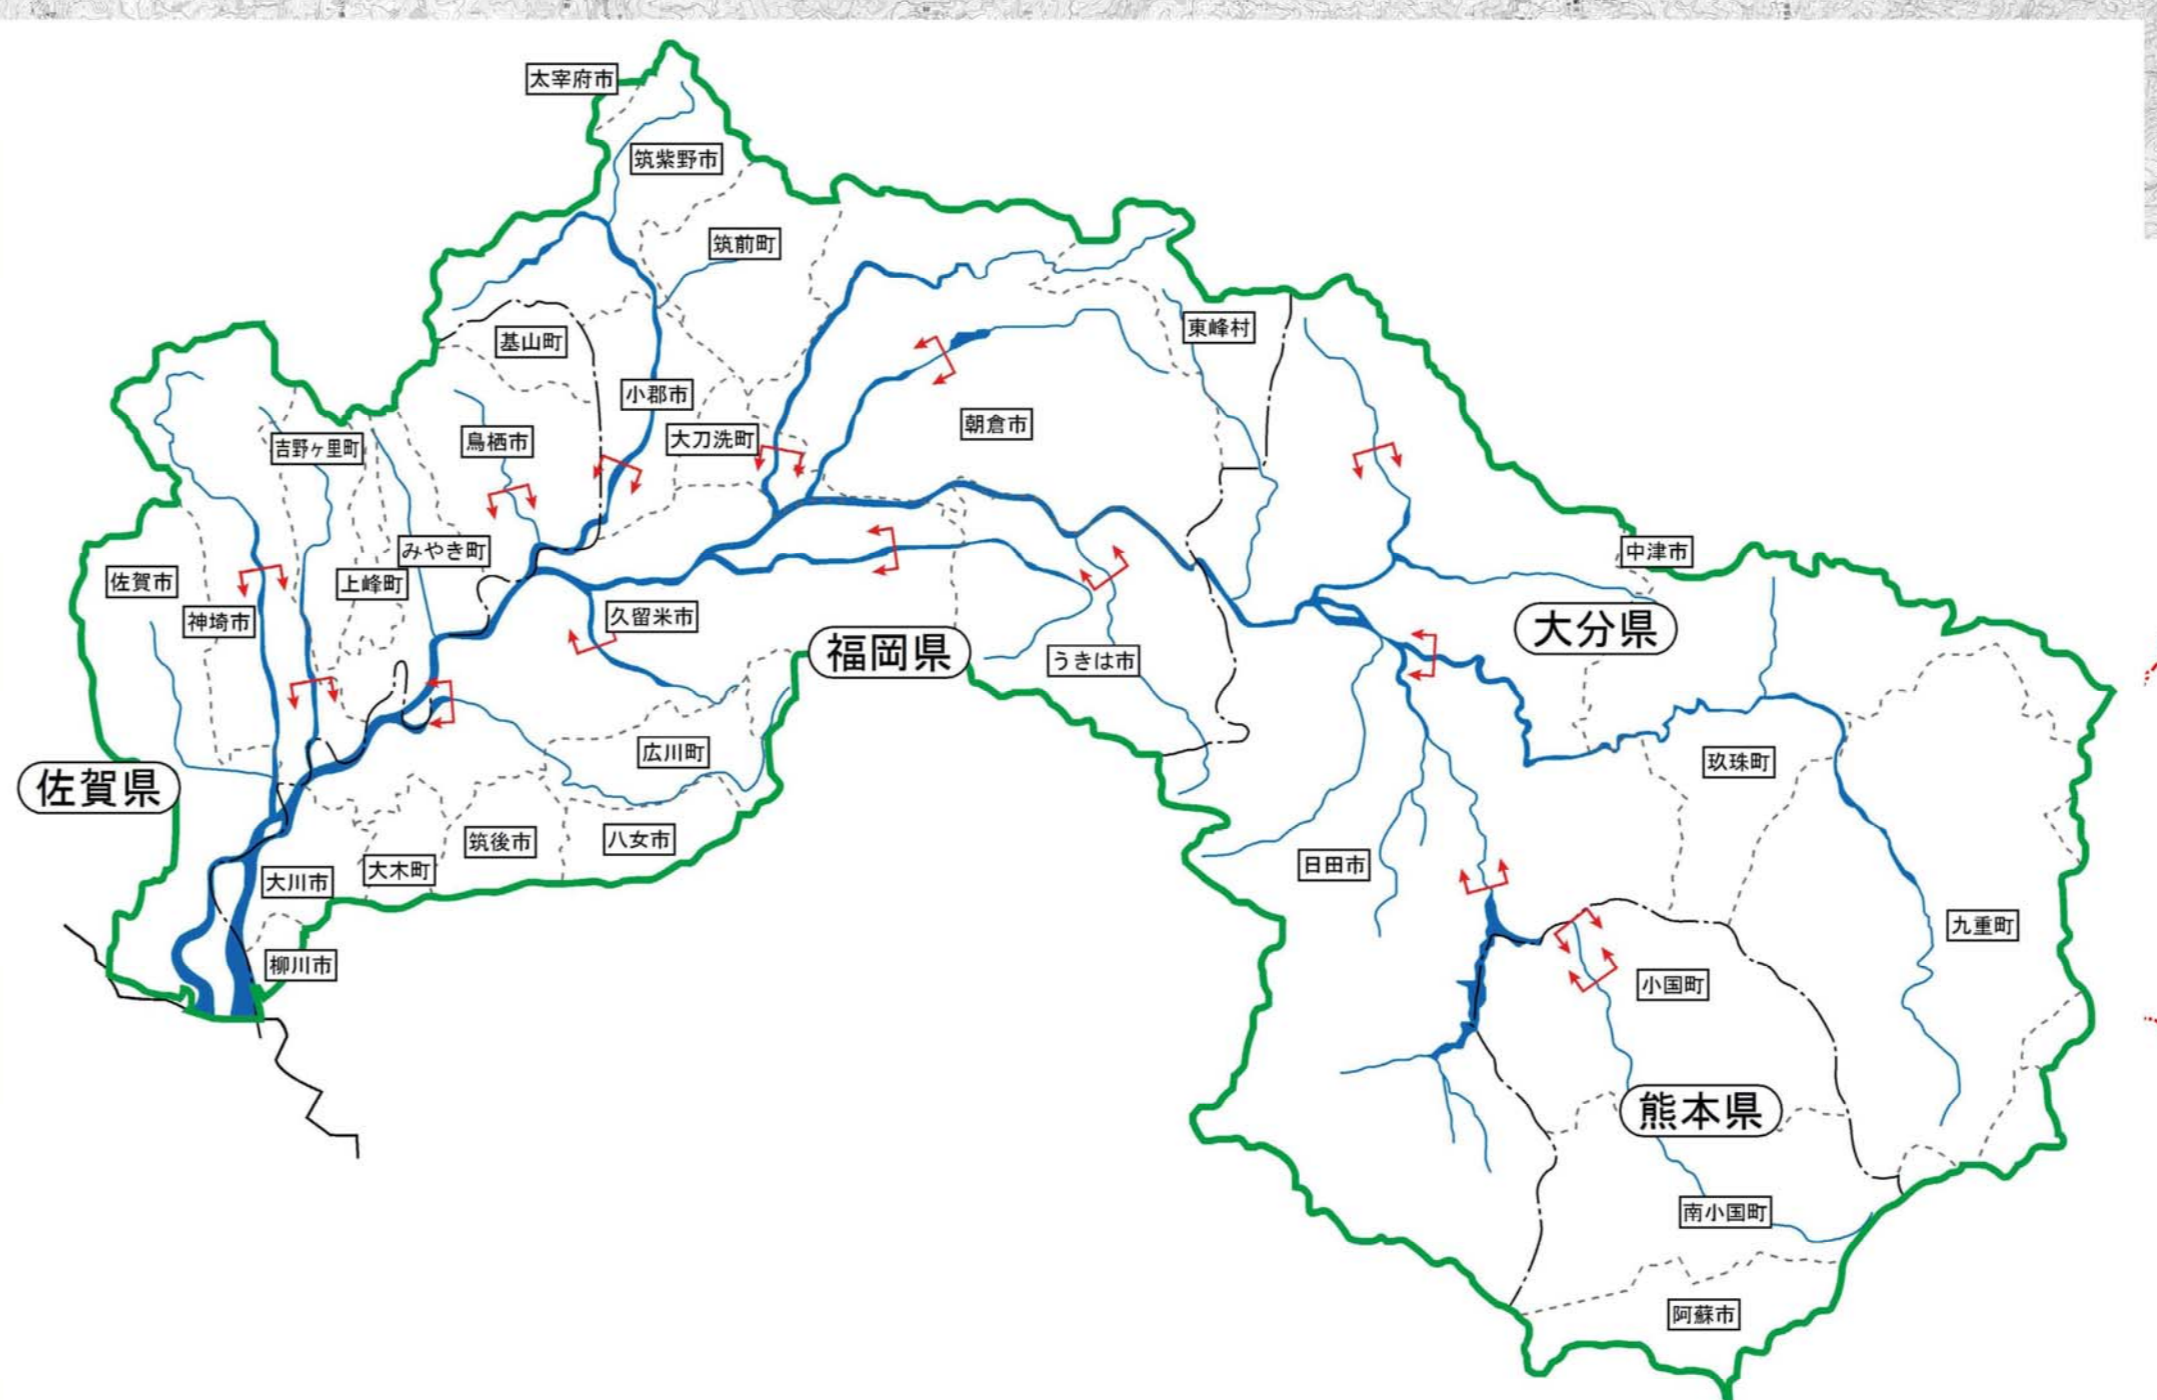 太宰府市
筑紫野市
筑前町
東峰村
基山町
小郡市
朝倉市
大刀洗町
鳥栖市
吉野ヶ里町
みやき町
中津市
佐賀市
上峰町
神埼市
久留米市
大分県
福岡県
うきは市
広川町
玖珠町
佐賀県
筑後市
八女市
日田市
大木町
大川市
九重町
柳川市
小国町
熊本県
南小国町
阿蘇市